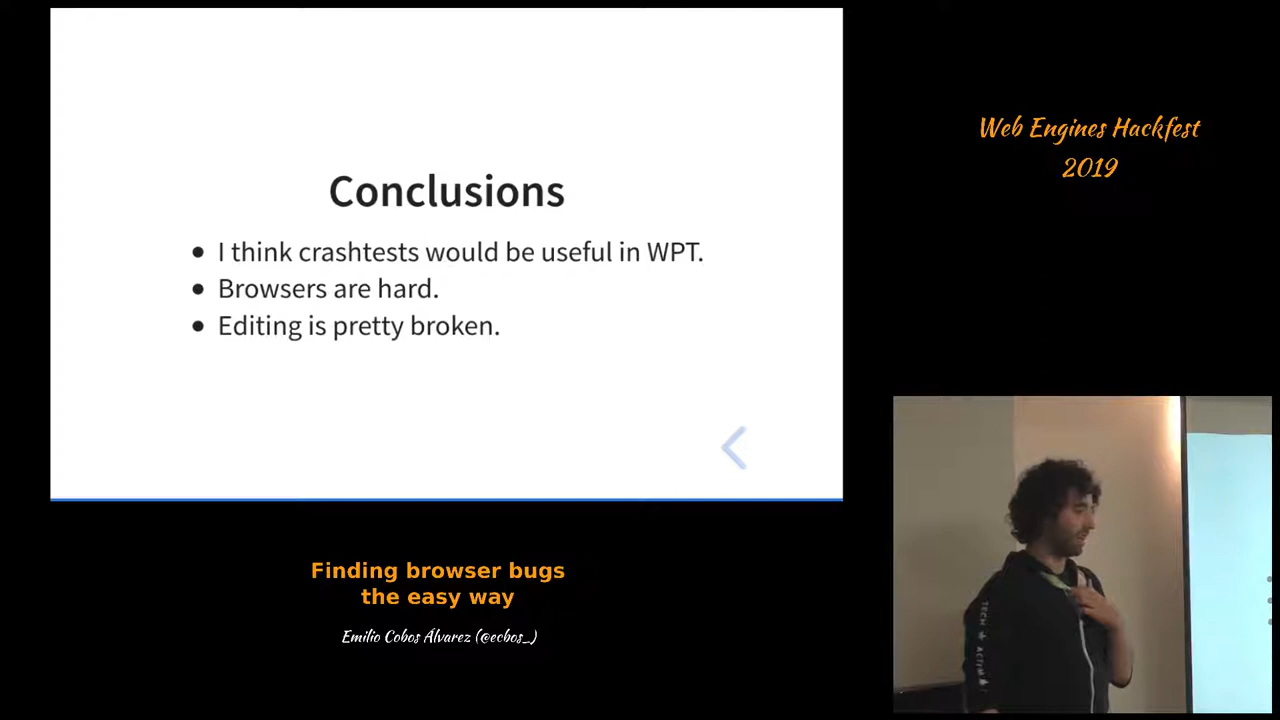 Conclusions
I think crashtests would be useful in WPT.
Browsers are hard.
Editing is pretty broken.
Web Engines Hackfest
2019
Finding browser bugs
the easy way
Emilio Cobos Álvarez (@ecbos_)
TECH